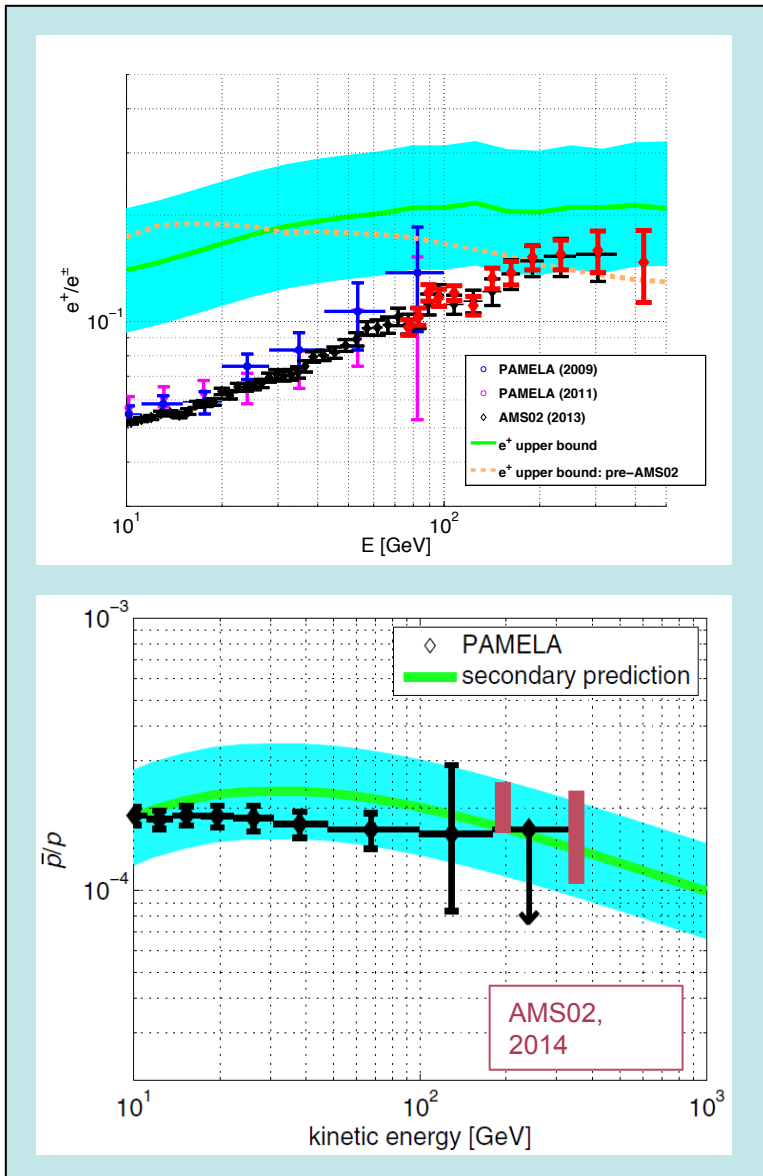 e⁺/e±
10⁻¹
PAMELA (2009)
PAMELA (2011)
AMS02 (2013)
e⁺ upper bound
e⁺ upper bound: pre−AMS02
10¹
10²
E [GeV]
10⁻³
PAMELA
secondary prediction
p̄/p
10⁻⁴
AMS02,
2014
10¹
10²
10³
kinetic energy [GeV]